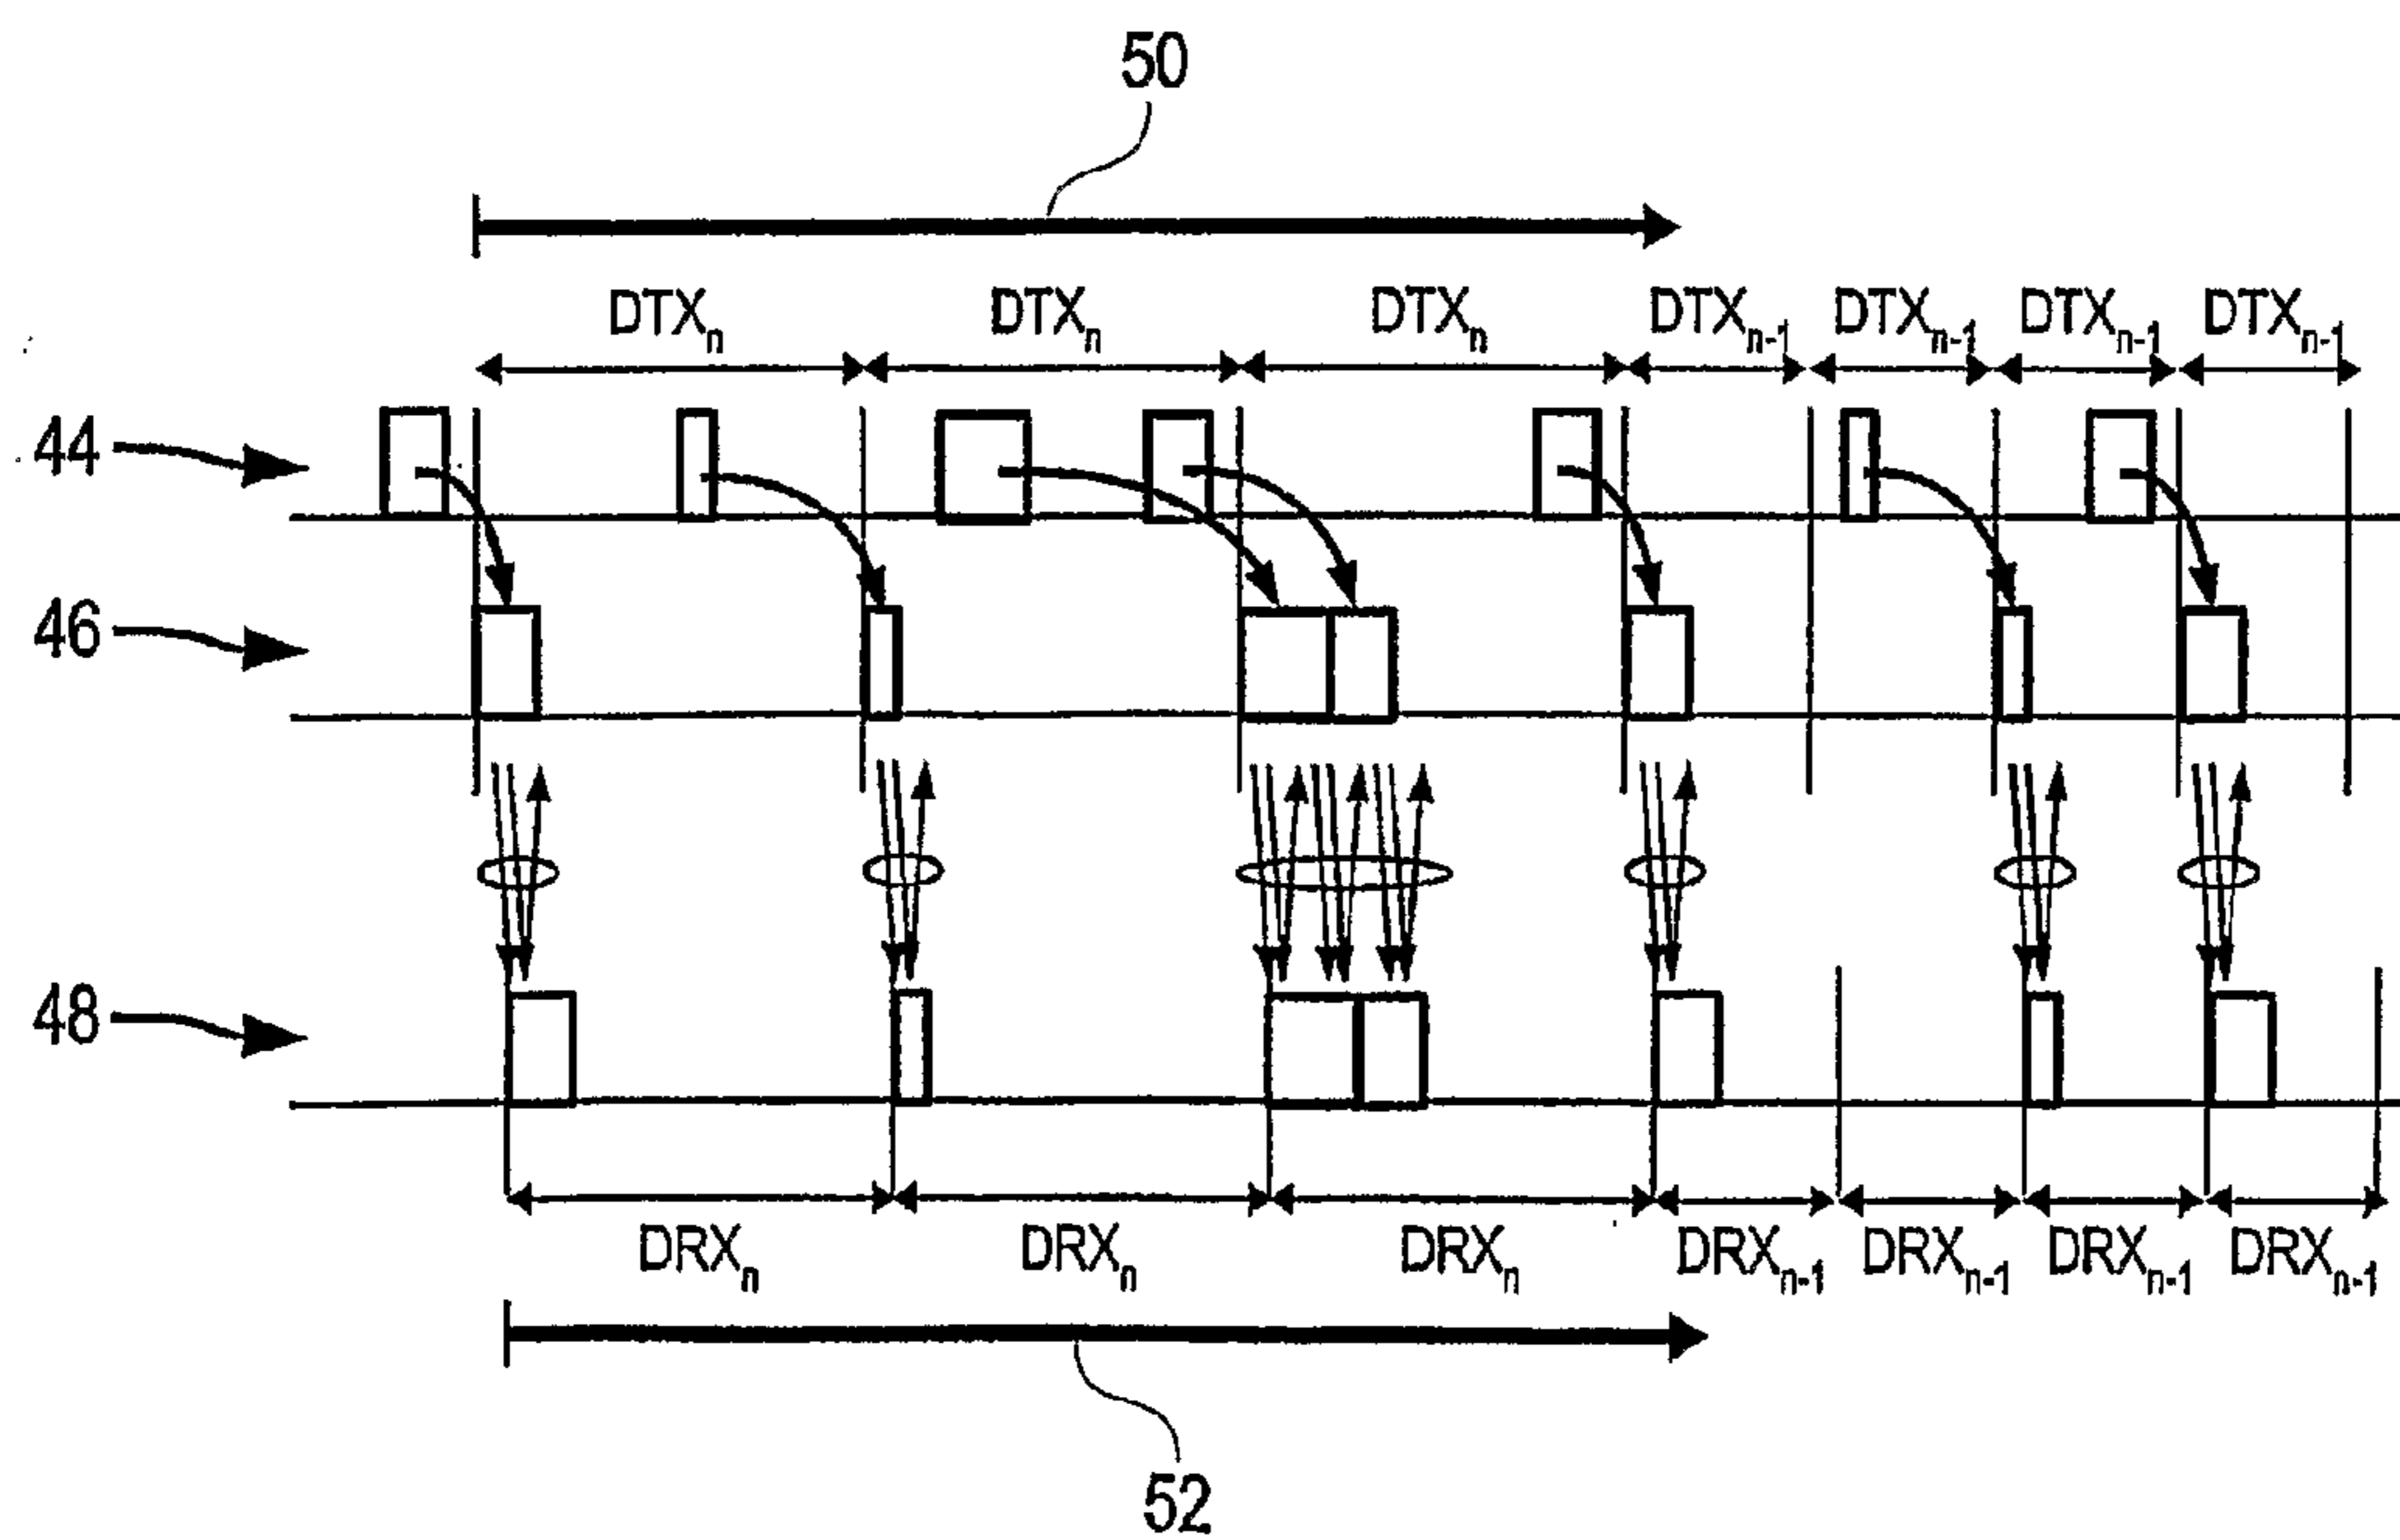 50
DTXn DTXn DTXn DTXn-1 DTXn-1 DTXn-1 DTXn-1
44
46
48
DRXn DRXn DRXn DRXn-1 DRXn-1 DRXn-1 DRXn-1
52